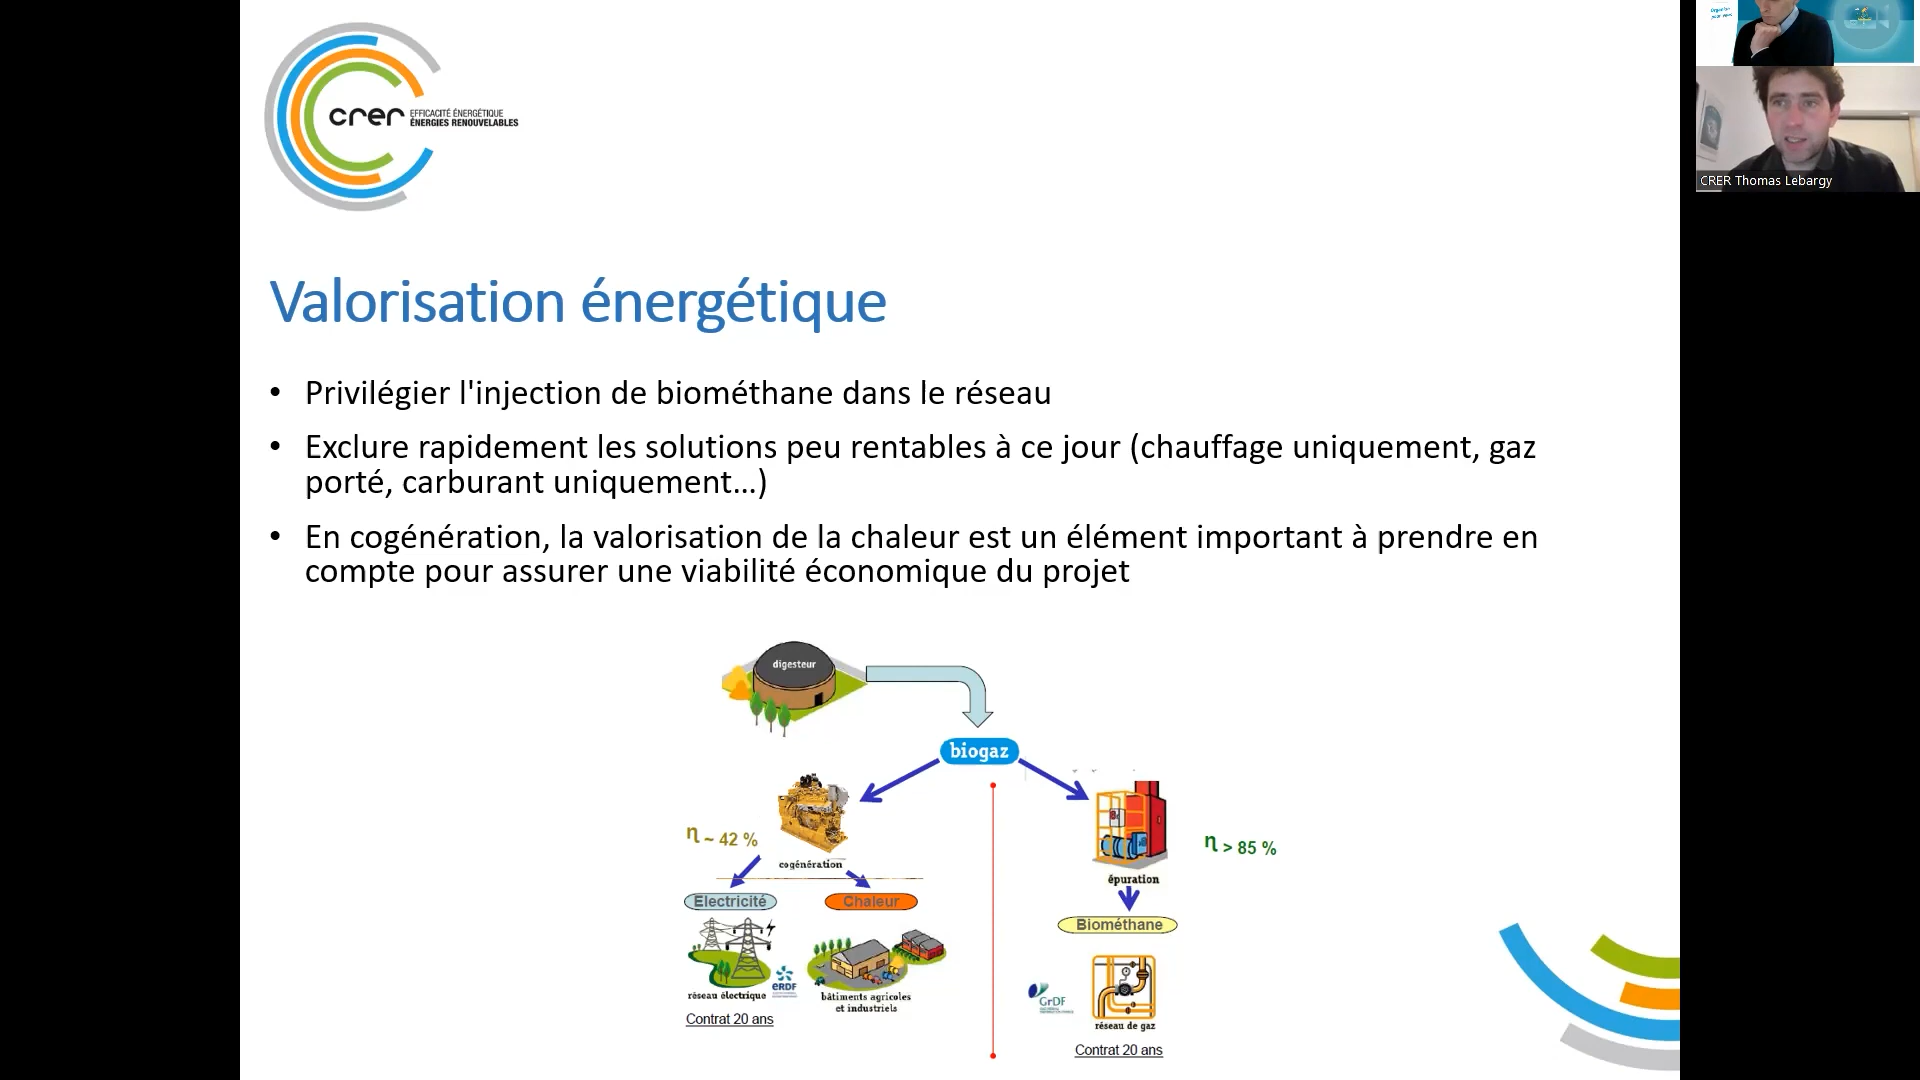 crer
EFFICACITÉ ÉNERGÉTIQUE
ÉNERGIES RENOUVELABLES
CRER Thomas Lebargy
Valorisation énergétique
• Privilégier l'injection de biométhane dans le réseau
• Exclure rapidement les solutions peu rentables à ce jour (chauffage uniquement, gaz
porté, carburant uniquement…)
• En cogénération, la valorisation de la chaleur est un élément important à prendre en
compte pour assurer une viabilité économique du projet
digesteur
biogaz
η ~ 42 %
cogénération
η > 85 %
épuration
Electricité
Chaleur
Biométhane
eRDF
réseau électrique
bâtiments agricoles
et industriels
Contrat 20 ans
GrDF
réseau de gaz
Contrat 20 ans